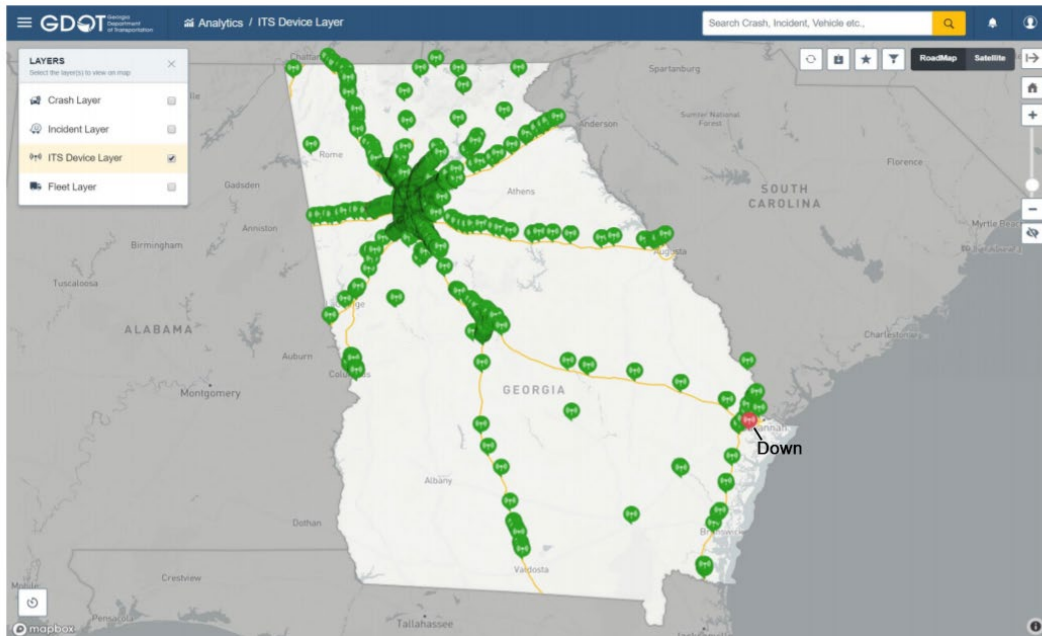 GDOT Georgia Department of Transportation
Analytics / ITS Device Layer
Search Crash, Incident, Vehicle etc.,
LAYERS
Select the layer(s) to view on map
Crash Layer
Incident Layer
ITS Device Layer
Fleet Layer
RoadMap
Satellite
Spartanburg
Sumter National
Forest
Anderson
Rome
Florence
Gadsden
Athens
SOUTH
CAROLINA
Anniston
Myrtle Beach
Birmingham
Augusta
Tuscaloosa
ALABAMA
Charleston
Auburn
Columbus
GEORGIA
Montgomery
Down
Albany
Dothan
Brunswick
Valdosta
Crestview
Mobile
Pensacola
Tallahassee
mapbox